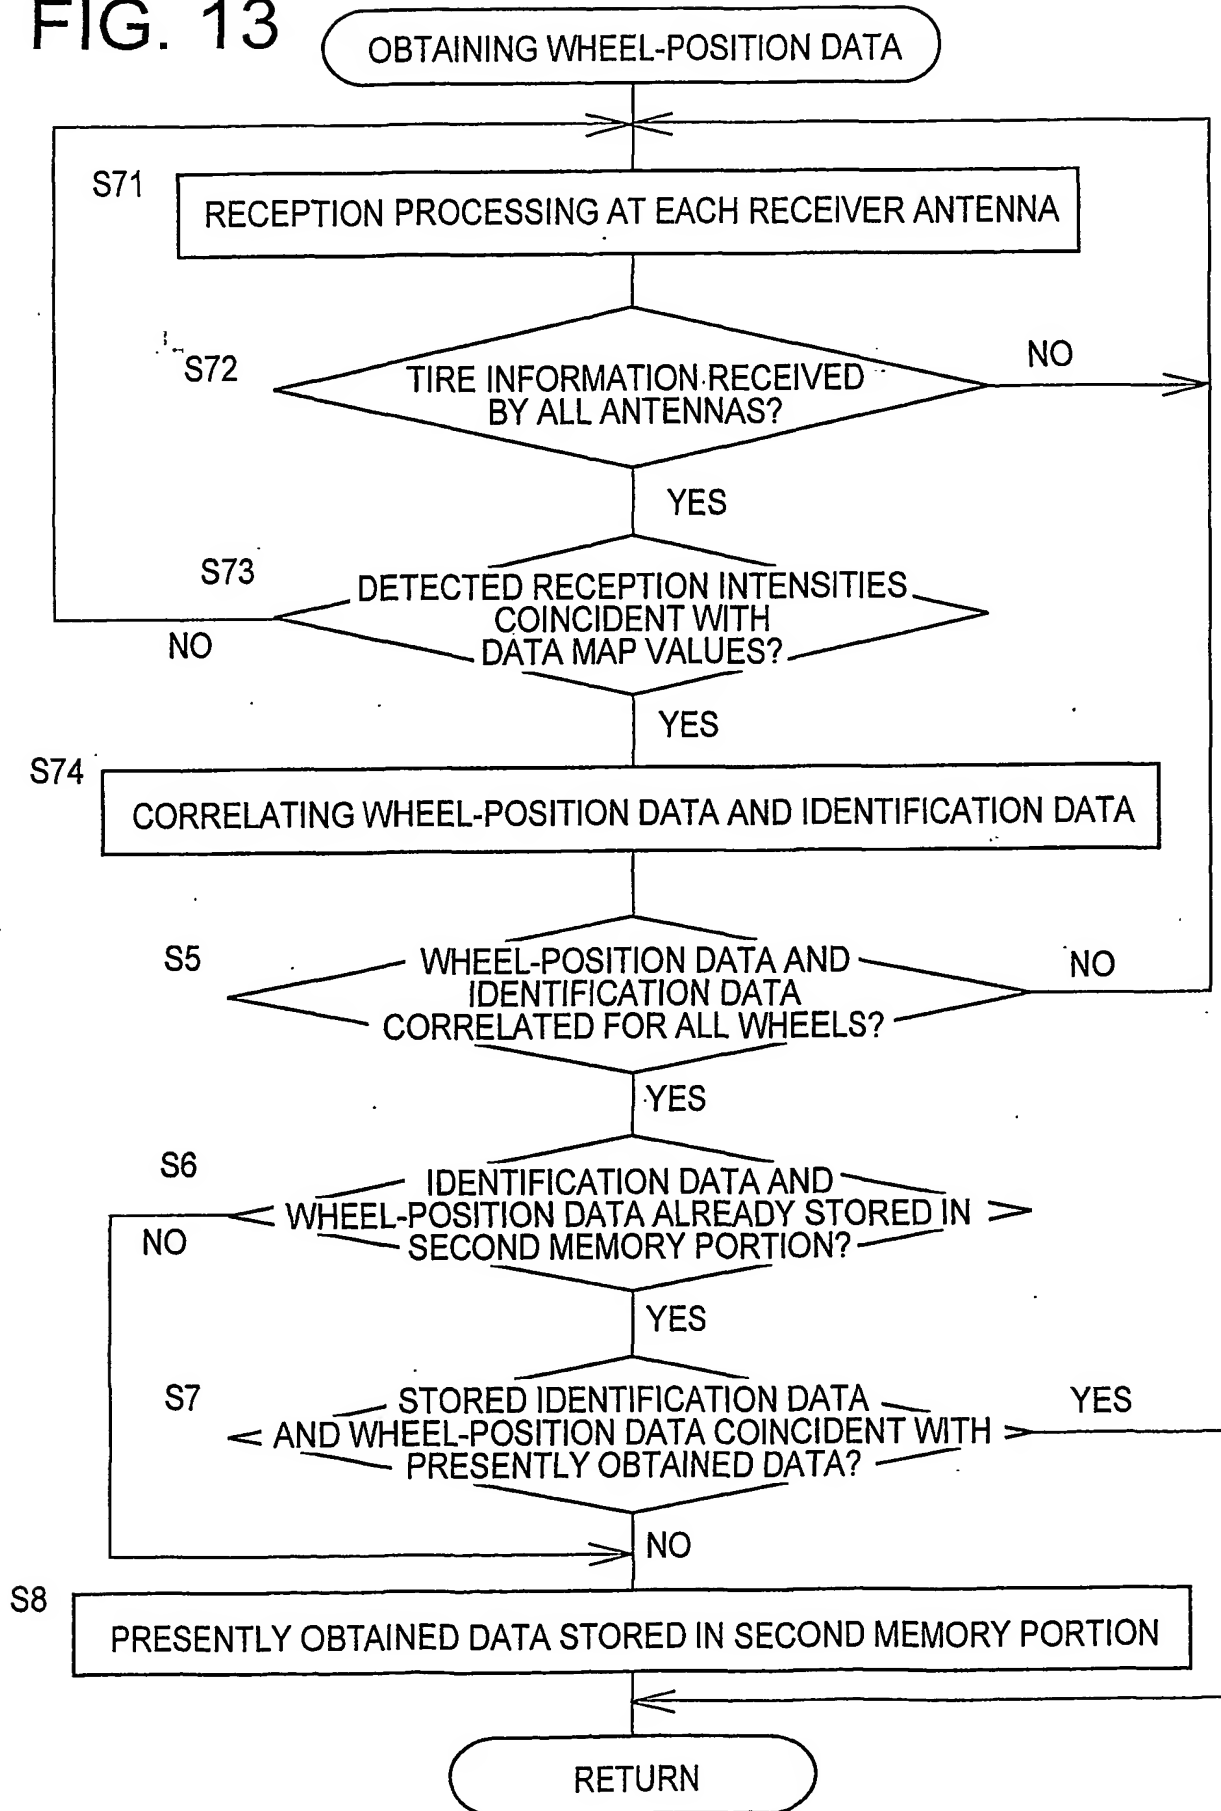 FIG. 13
OBTAINING WHEEL-POSITION DATA
S71
RECEPTION PROCESSING AT EACH RECEIVER ANTENNA
S72
TIRE INFORMATION RECEIVED
BY ALL ANTENNAS?
NO
YES
S73
DETECTED RECEPTION INTENSITIES
COINCIDENT WITH
DATA MAP VALUES?
NO
YES
S74
CORRELATING WHEEL-POSITION DATA AND IDENTIFICATION DATA
S5
WHEEL-POSITION DATA AND
IDENTIFICATION DATA
CORRELATED FOR ALL WHEELS?
NO
YES
S6
IDENTIFICATION DATA AND
WHEEL-POSITION DATA ALREADY STORED IN
SECOND MEMORY PORTION?
NO
YES
S7
STORED IDENTIFICATION DATA
AND WHEEL-POSITION DATA COINCIDENT WITH
PRESENTLY OBTAINED DATA?
YES
NO
S8
PRESENTLY OBTAINED DATA STORED IN SECOND MEMORY PORTION
RETURN